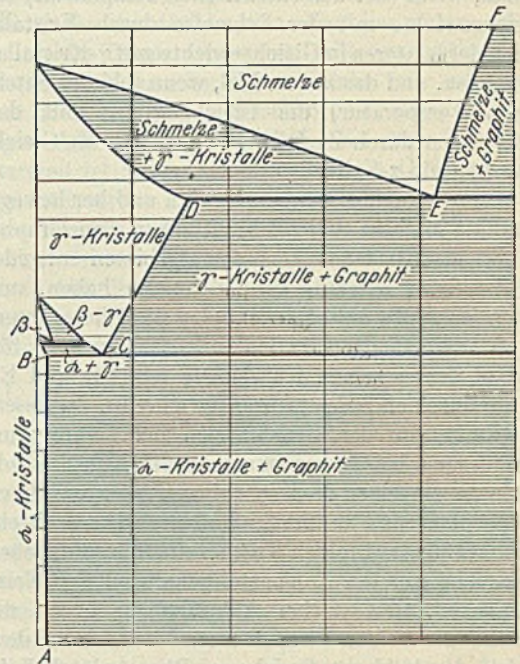 F
Schmelze
Schmelze
+ γ-Kristalle
Schmelze
+ Graphit
D
E
γ-Kristalle
γ-Kristalle + Graphit
β
β-γ
B
C
α + γ
α-Kristalle
α-Kristalle + Graphit
A